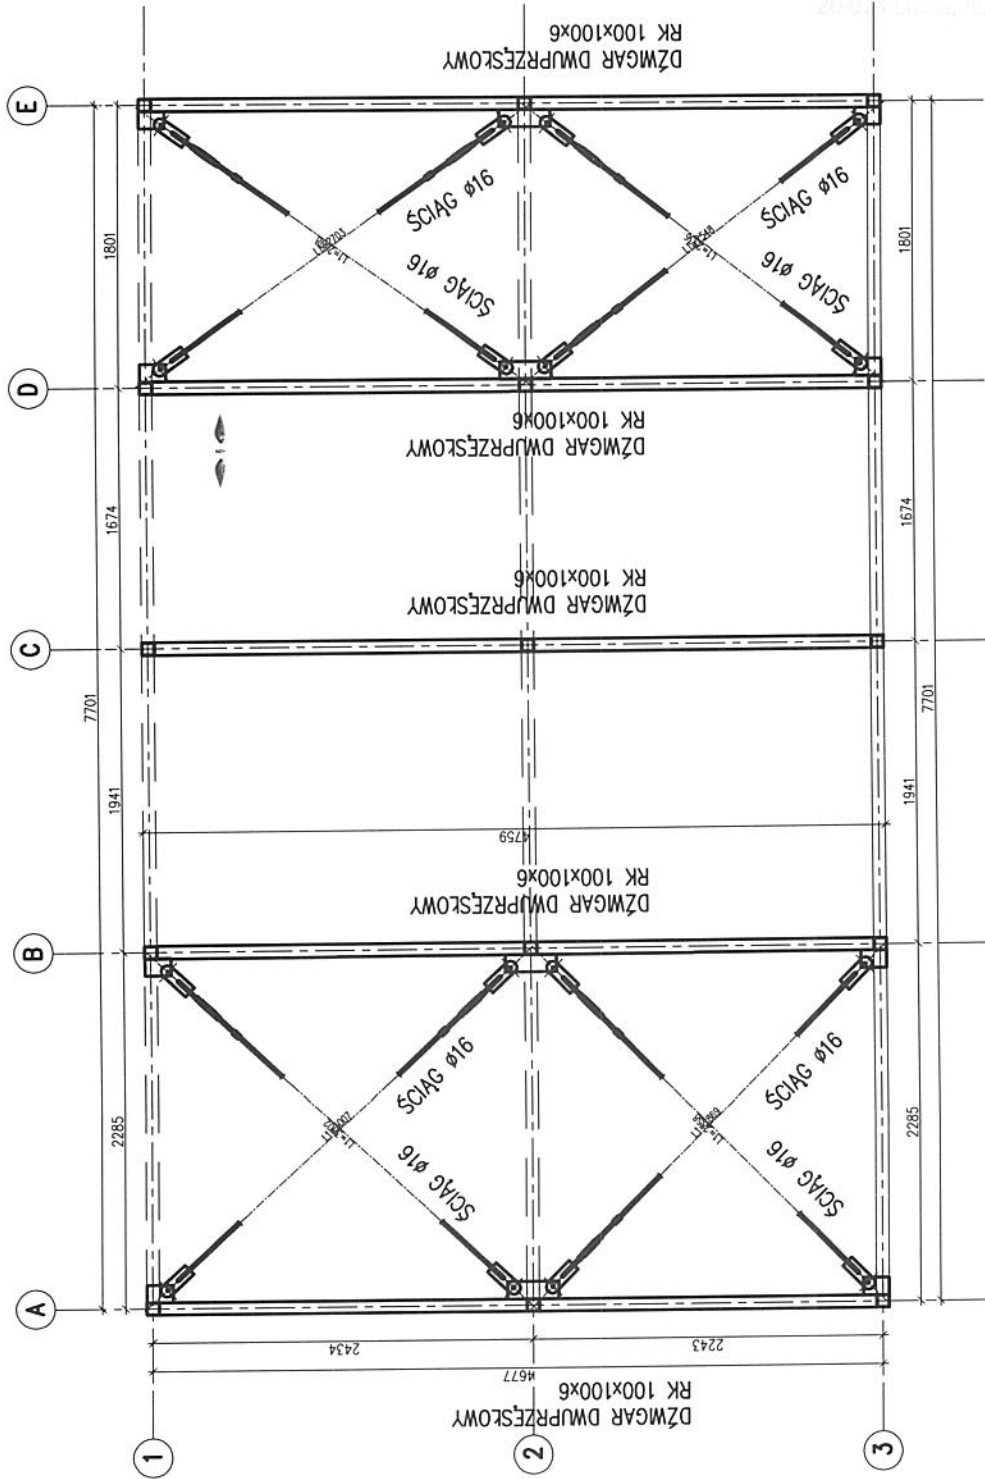 E
D
C
B
A
1
2
3
DŹWIGAR DWUPRZĘSŁOWY
RK 100x100x6
DŹWIGAR DWUPRZĘSŁOWY
RK 100x100x6
DŹWIGAR DWUPRZĘSŁOWY
RK 100x100x6
DŹWIGAR DWUPRZĘSŁOWY
RK 100x100x6
DŹWIGAR DWUPRZĘSŁOWY
RK 100x100x6
ŚCIĄG ø16
ŚCIĄG ø16
ŚCIĄG ø16
ŚCIĄG ø16
ŚCIĄG ø16
ŚCIĄG ø16
ŚCIĄG ø16
ŚCIĄG ø16
7701
1801
1674
1941
2285
1801
1674
1941
2285
7701
4759
2434
2243
4677